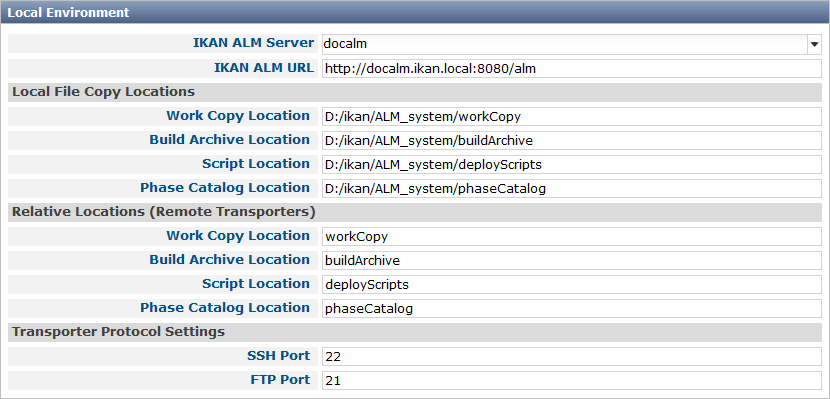 Local Environment
IKAN ALM Server docalm
IKAN ALM URL http://docalm.ikan.local:8080/alm
Local File Copy Locations
Work Copy Location D:/ikan/ALM_system/workCopy
Build Archive Location D:/ikan/ALM_system/buildArchive
Script Location D:/ikan/ALM_system/deployScripts
Phase Catalog Location D:/ikan/ALM_system/phaseCatalog
Relative Locations (Remote Transporters)
Work Copy Location workCopy
Build Archive Location buildArchive
Script Location deployScripts
Phase Catalog Location phaseCatalog
Transporter Protocol Settings
SSH Port 22
FTP Port 21